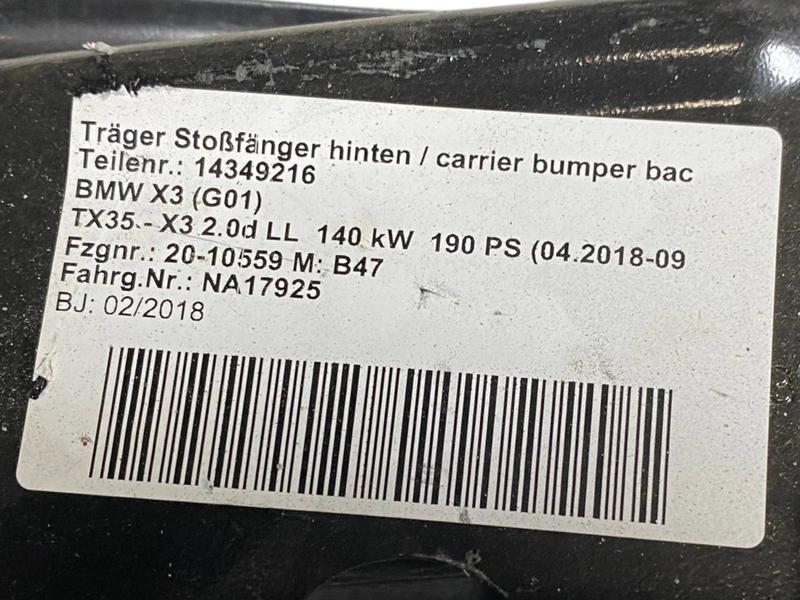 Träger Stoßfänger hinten / carrier bumper bac
Teilenr.: 14349216
BMW X3 (G01)
TX35.- X3 2.0d LL 140 kW 190 PS (04.2018-09
Fzgnr.: 20-10559 M: B47
Fahrg.Nr.: NA17925
BJ: 02/2018